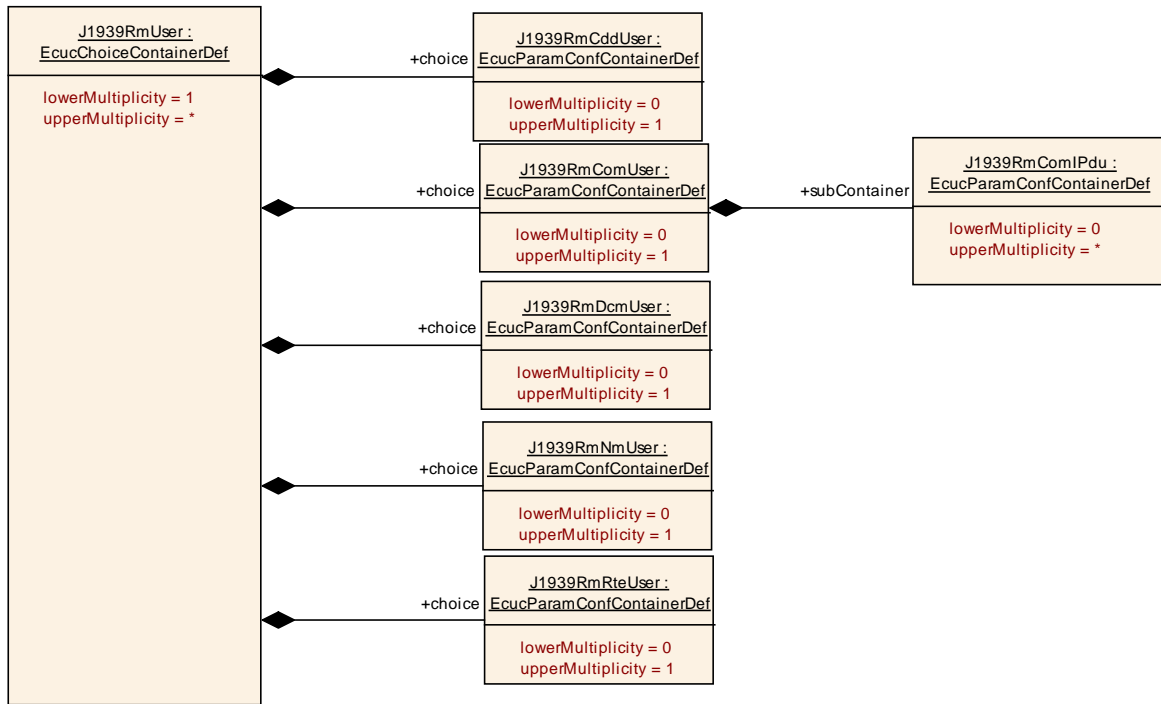 J1939RmUser :
EcucChoiceContainerDef
lowerMultiplicity = 1
upperMultiplicity = *
+choice
J1939RmCddUser :
EcucParamConfContainerDef
lowerMultiplicity = 0
upperMultiplicity = 1
+choice
J1939RmComUser :
EcucParamConfContainerDef
lowerMultiplicity = 0
upperMultiplicity = 1
+subContainer
J1939RmComIPdu :
EcucParamConfContainerDef
lowerMultiplicity = 0
upperMultiplicity = *
+choice
J1939RmDcmUser :
EcucParamConfContainerDef
lowerMultiplicity = 0
upperMultiplicity = 1
+choice
J1939RmNmUser :
EcucParamConfContainerDef
lowerMultiplicity = 0
upperMultiplicity = 1
+choice
J1939RmRteUser :
EcucParamConfContainerDef
lowerMultiplicity = 0
upperMultiplicity = 1